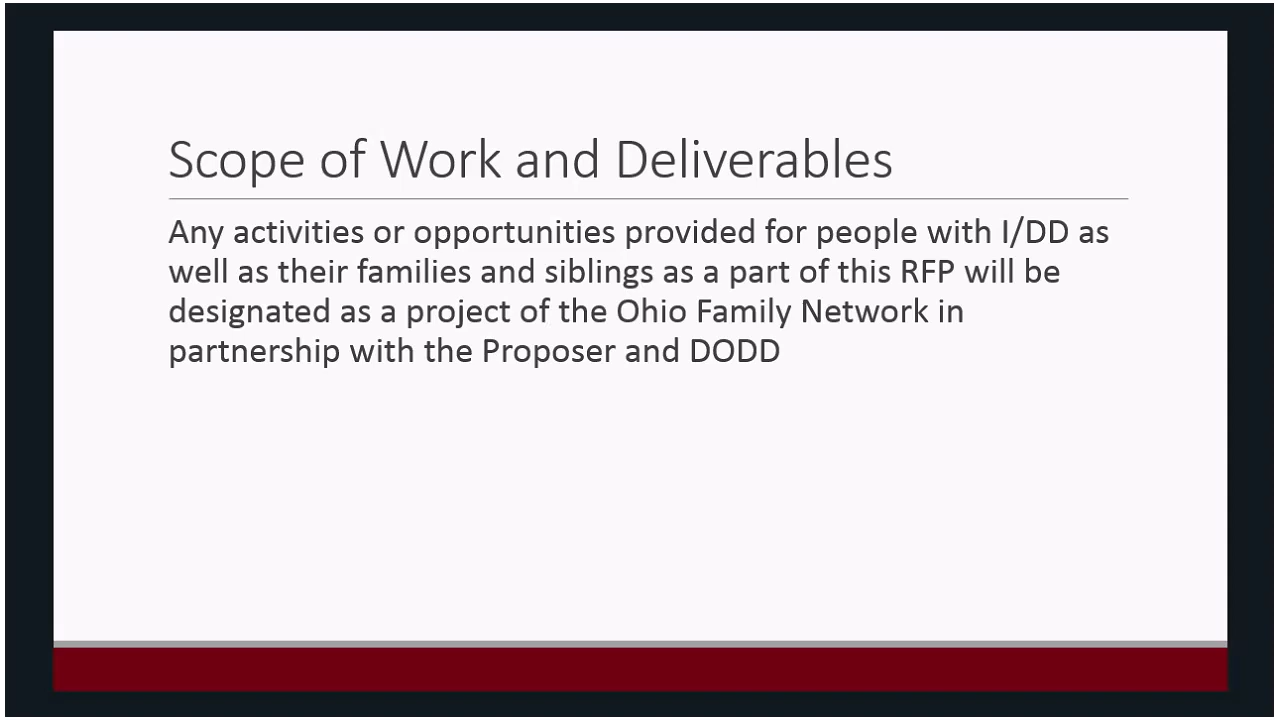 Scope of Work and Deliverables
Any activities or opportunities provided for people with I/DD as
well as their families and siblings as a part of this RFP will be
designated as a project of the Ohio Family Network in
partnership with the Proposer and DODD